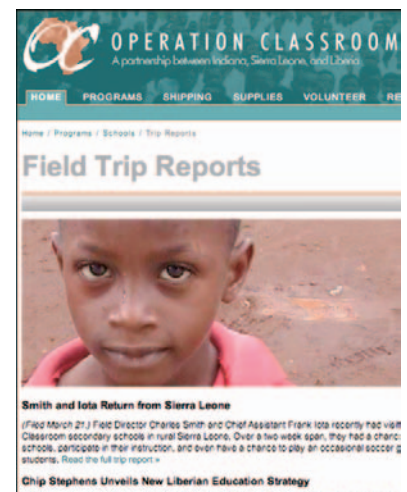 OPERATION CLASSROOM
A partnership between Indiana, Sierra Leone, and Liberia
HOME PROGRAMS SHIPPING SUPPLIES VOLUNTEER RE
Home / Programs / Schools / Trip Reports
Field Trip Reports
Smith and Iota Return from Sierra Leone
(Filed March 21.) Field Director Charles Smith and Chief Assistant Frank Iota recently had visit
Classroom secondary schools in rural Sierra Leone. Over a two week span, they had a chanc
schools, participate in their instruction, and even have a chance to play an occasional soccer g
students. Read the full trip report »
Chip Stephens Unveils New Liberian Education Strategy